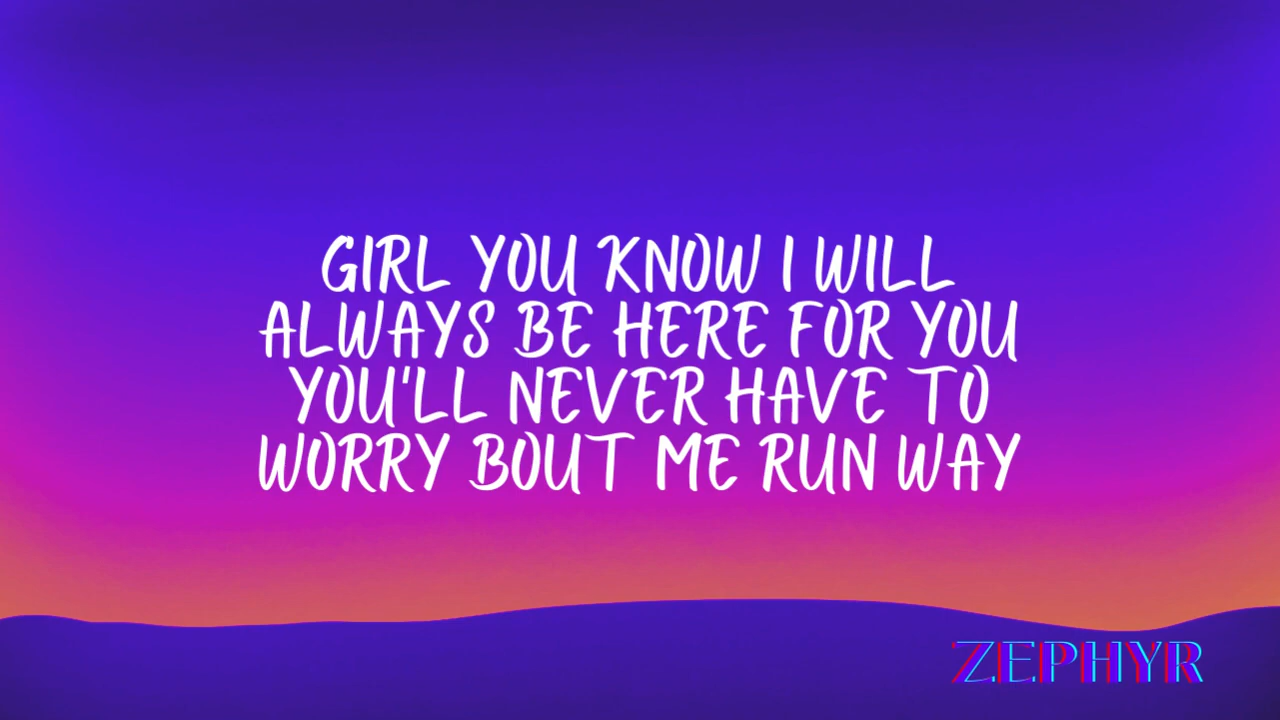 GIRL YOU KNOW I WILL
ALWAYS BE HERE FOR YOU
YOU'LL NEVER HAVE TO
WORRY BOUT ME RUN WAY
ZEPHYR